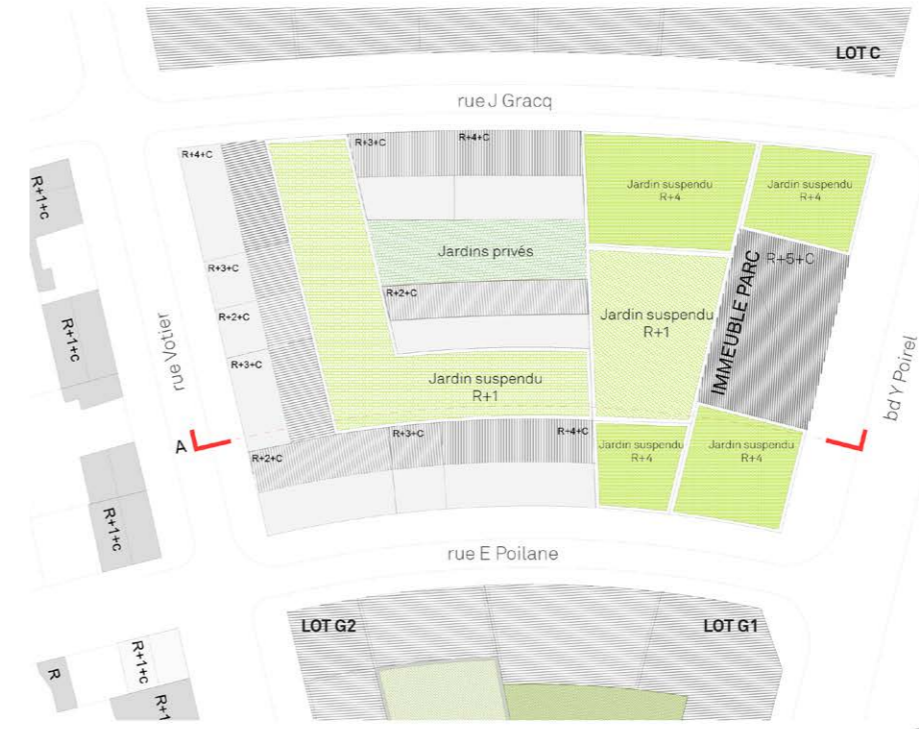 LOT C
rue J Gracq
R+4+C
R+3+C
R+4+C
Jardin suspendu
R+4
Jardin suspendu
R+4
R+1+c
Jardins privés
R+5+C
IMMEUBLE PARC
R+3+C
R+2+C
R+2+C
Jardin suspendu
R+1
R+1+c
rue Votier
bd Y Poirel
R+3+C
Jardin suspendu
R+1
A
R+2+C
R+3+C
R+4+C
Jardin suspendu
R+4
Jardin suspendu
R+4
R+1+c
rue E Poilane
LOT G2
LOT G1
R
R+1+c
R+1